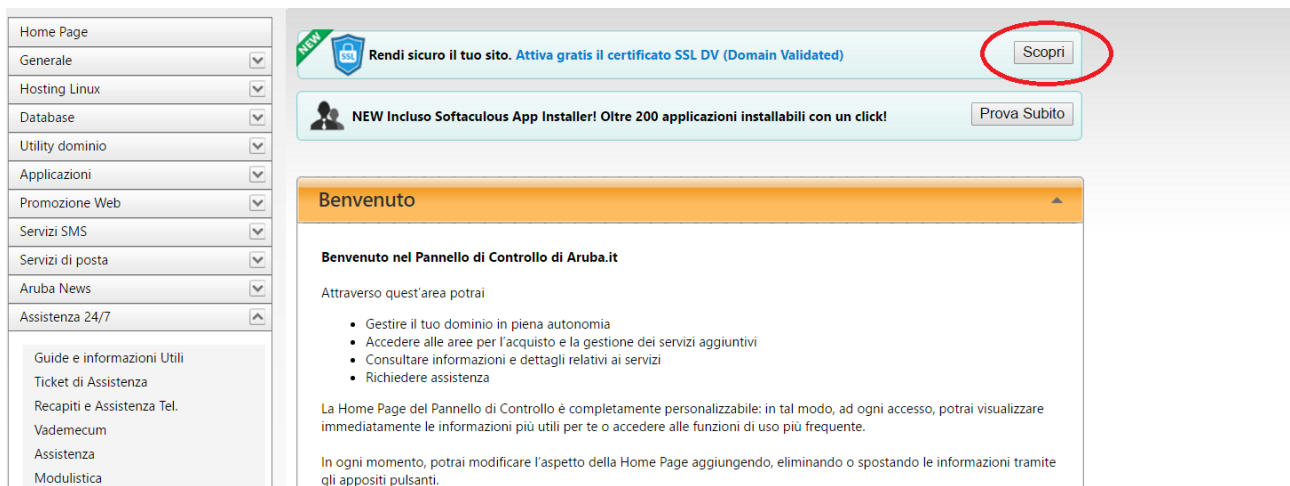 Home Page
Generale
Hosting Linux
Database
Utility dominio
Applicazioni
Promozione Web
Servizi SMS
Servizi di posta
Aruba News
Assistenza 24/7
Guide e informazioni Utili
Ticket di Assistenza
Recapiti e Assistenza Tel.
Vademecum
Assistenza
Modulistica
NEW
SSL
Rendi sicuro il tuo sito. Attiva gratis il certificato SSL DV (Domain Validated)
Scopri
NEW Incluso Softaculous App Installer! Oltre 200 applicazioni installabili con un click!
Prova Subito
Benvenuto
Benvenuto nel Pannello di Controllo di Aruba.it
Attraverso quest'area potrai
• Gestire il tuo dominio in piena autonomia
• Accedere alle aree per l'acquisto e la gestione dei servizi aggiuntivi
• Consultare informazioni e dettagli relativi ai servizi
• Richiedere assistenza
La Home Page del Pannello di Controllo è completamente personalizzabile: in tal modo, ad ogni accesso, potrai visualizzare
immediatamente le informazioni più utili per te o accedere alle funzioni di uso più frequente.
In ogni momento, potrai modificare l'aspetto della Home Page aggiungendo, eliminando o spostando le informazioni tramite
gli appositi pulsanti.